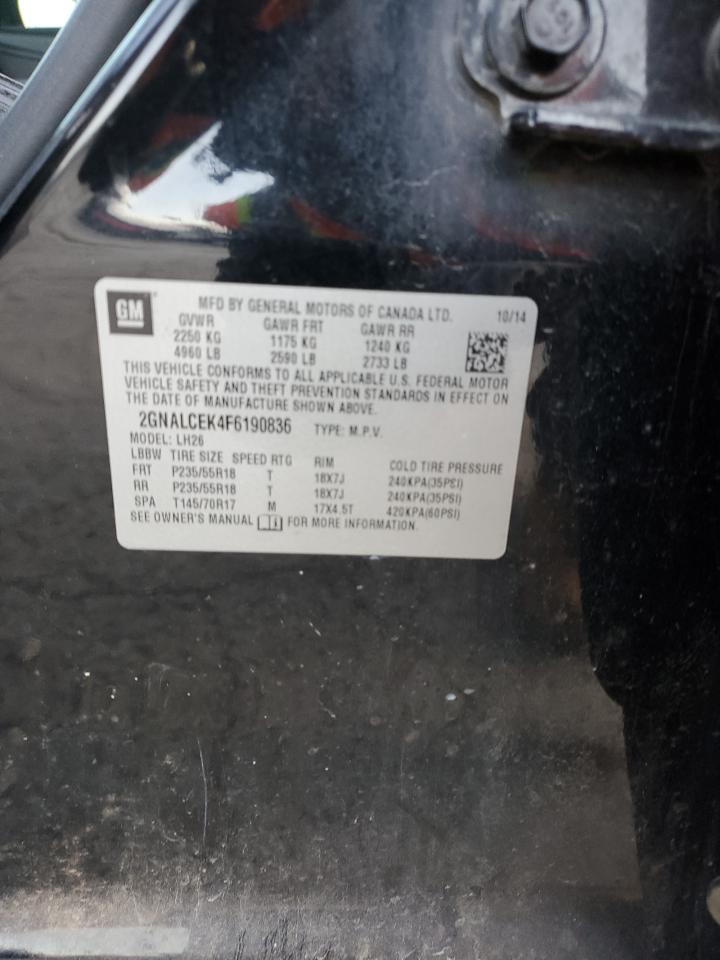 GM
MFD BY GENERAL MOTORS OF CANADA LTD. 10/14
GVWR GAWR FRT GAWR RR
2250 KG 1175 KG 1240 KG
4960 LB 2590 LB 2733 LB
THIS VEHICLE CONFORMS TO ALL APPLICABLE U.S. FEDERAL MOTOR
VEHICLE SAFETY AND THEFT PREVENTION STANDARDS IN EFFECT ON
THE DATE OF MANUFACTURE SHOWN ABOVE.
2GNALCEK4F6190836 TYPE: M.P.V.
MODEL: LH26
LBBW TIRE SIZE SPEED RTG RIM COLD TIRE PRESSURE
FRT P235/55R18 T 18X7J 240KPA(35PSI)
RR P235/55R18 T 18X7J 240KPA(35PSI)
SPA T145/70R17 M 17X4.5T 420KPA(60PSI)
SEE OWNER'S MANUAL FOR MORE INFORMATION.